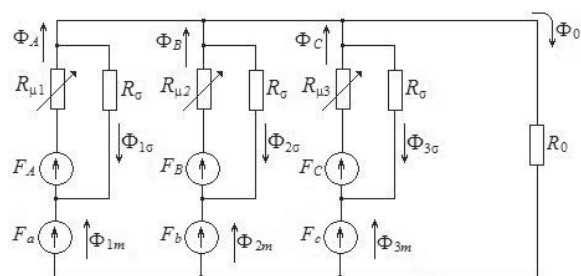 Φ_A Φ_B Φ_C Φ_0
R_μ1 R_σ R_μ2 R_σ R_μ3 R_σ
Φ_1σ Φ_2σ Φ_3σ R_0
F_A F_B F_C
F_a Φ_1m F_b Φ_2m F_c Φ_3m